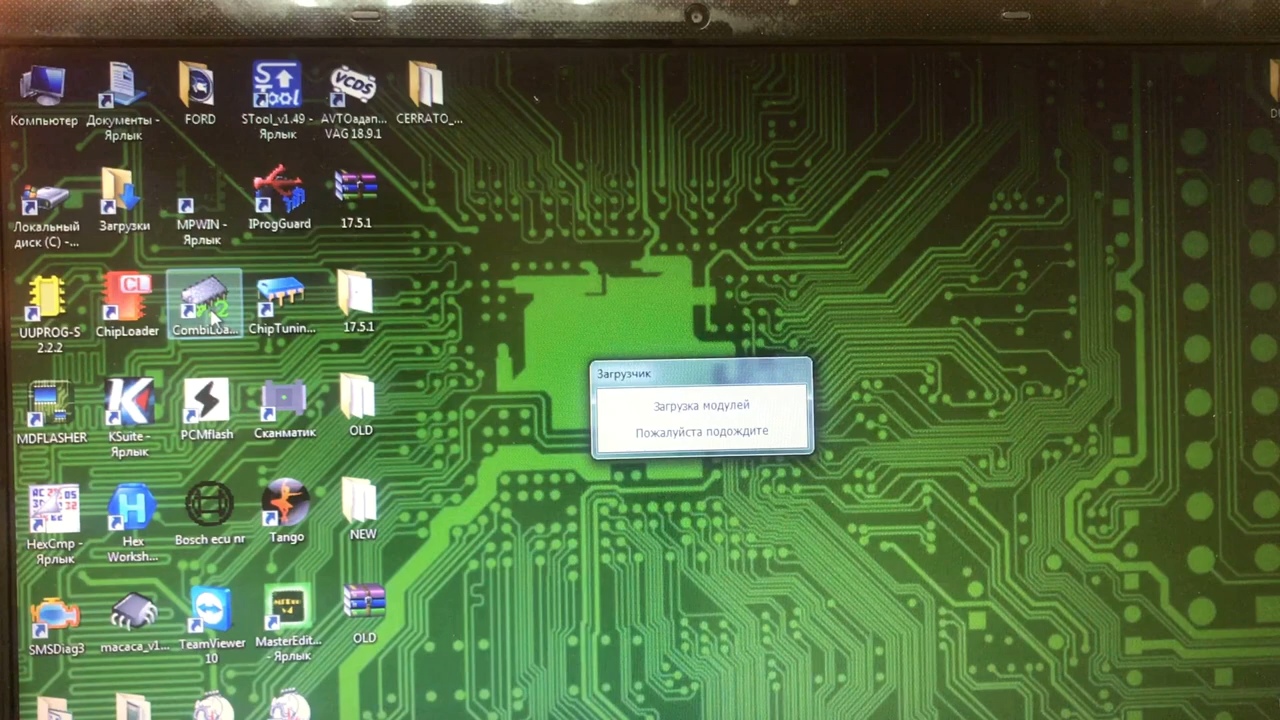 Компьютер
Документы -
Ярлык
FORD
STool_v1.49 -
Ярлык
VCDS
АVTОадап...
VAG 18.9.1
CERRATO_...
Локальный
диск (C) -...
Загрузки
MPWIN -
Ярлык
IProgGuard
17.5.1
UUPROG-S
2.2.2
CL
ChipLoader
CombiLoa...
ChipTunin...
17.5.1
Загрузчик
Загрузка модулей
Пожалуйста подождите
MDFLASHER
K
KSuite -
Ярлык
PCMflash
Сканматик
OLD
HexCmp -
Ярлык
H
Hex
Worksh...
Bosch ecu nr
Tango
NEW
SMSDiag3
macaca_v1...
TeamViewer
10
MasterEdit...
- Ярлык
OLD